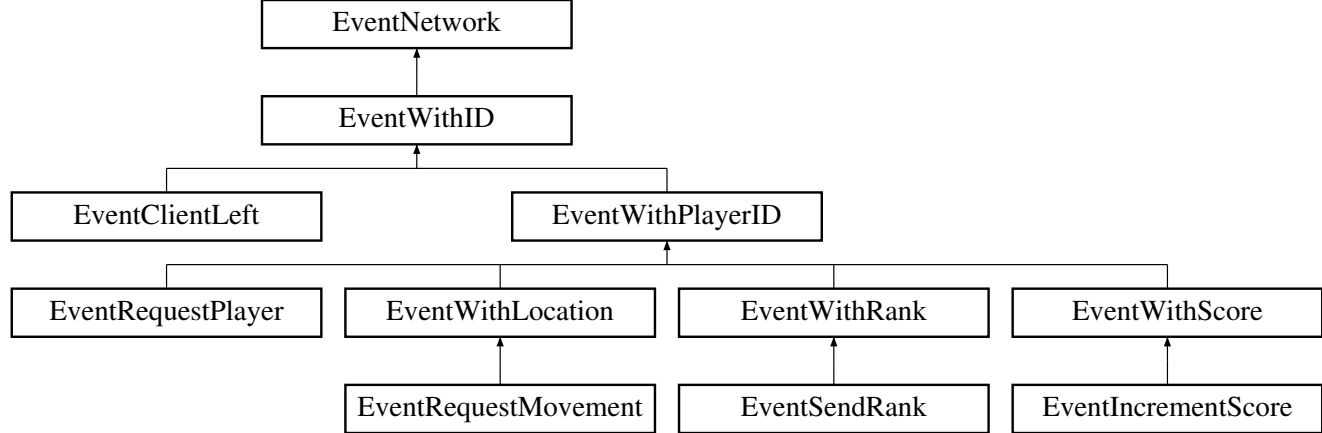 EventNetwork
EventWithID
EventClientLeft
EventWithPlayerID
EventRequestPlayer
EventWithLocation
EventWithRank
EventWithScore
EventRequestMovement
EventSendRank
EventIncrementScore